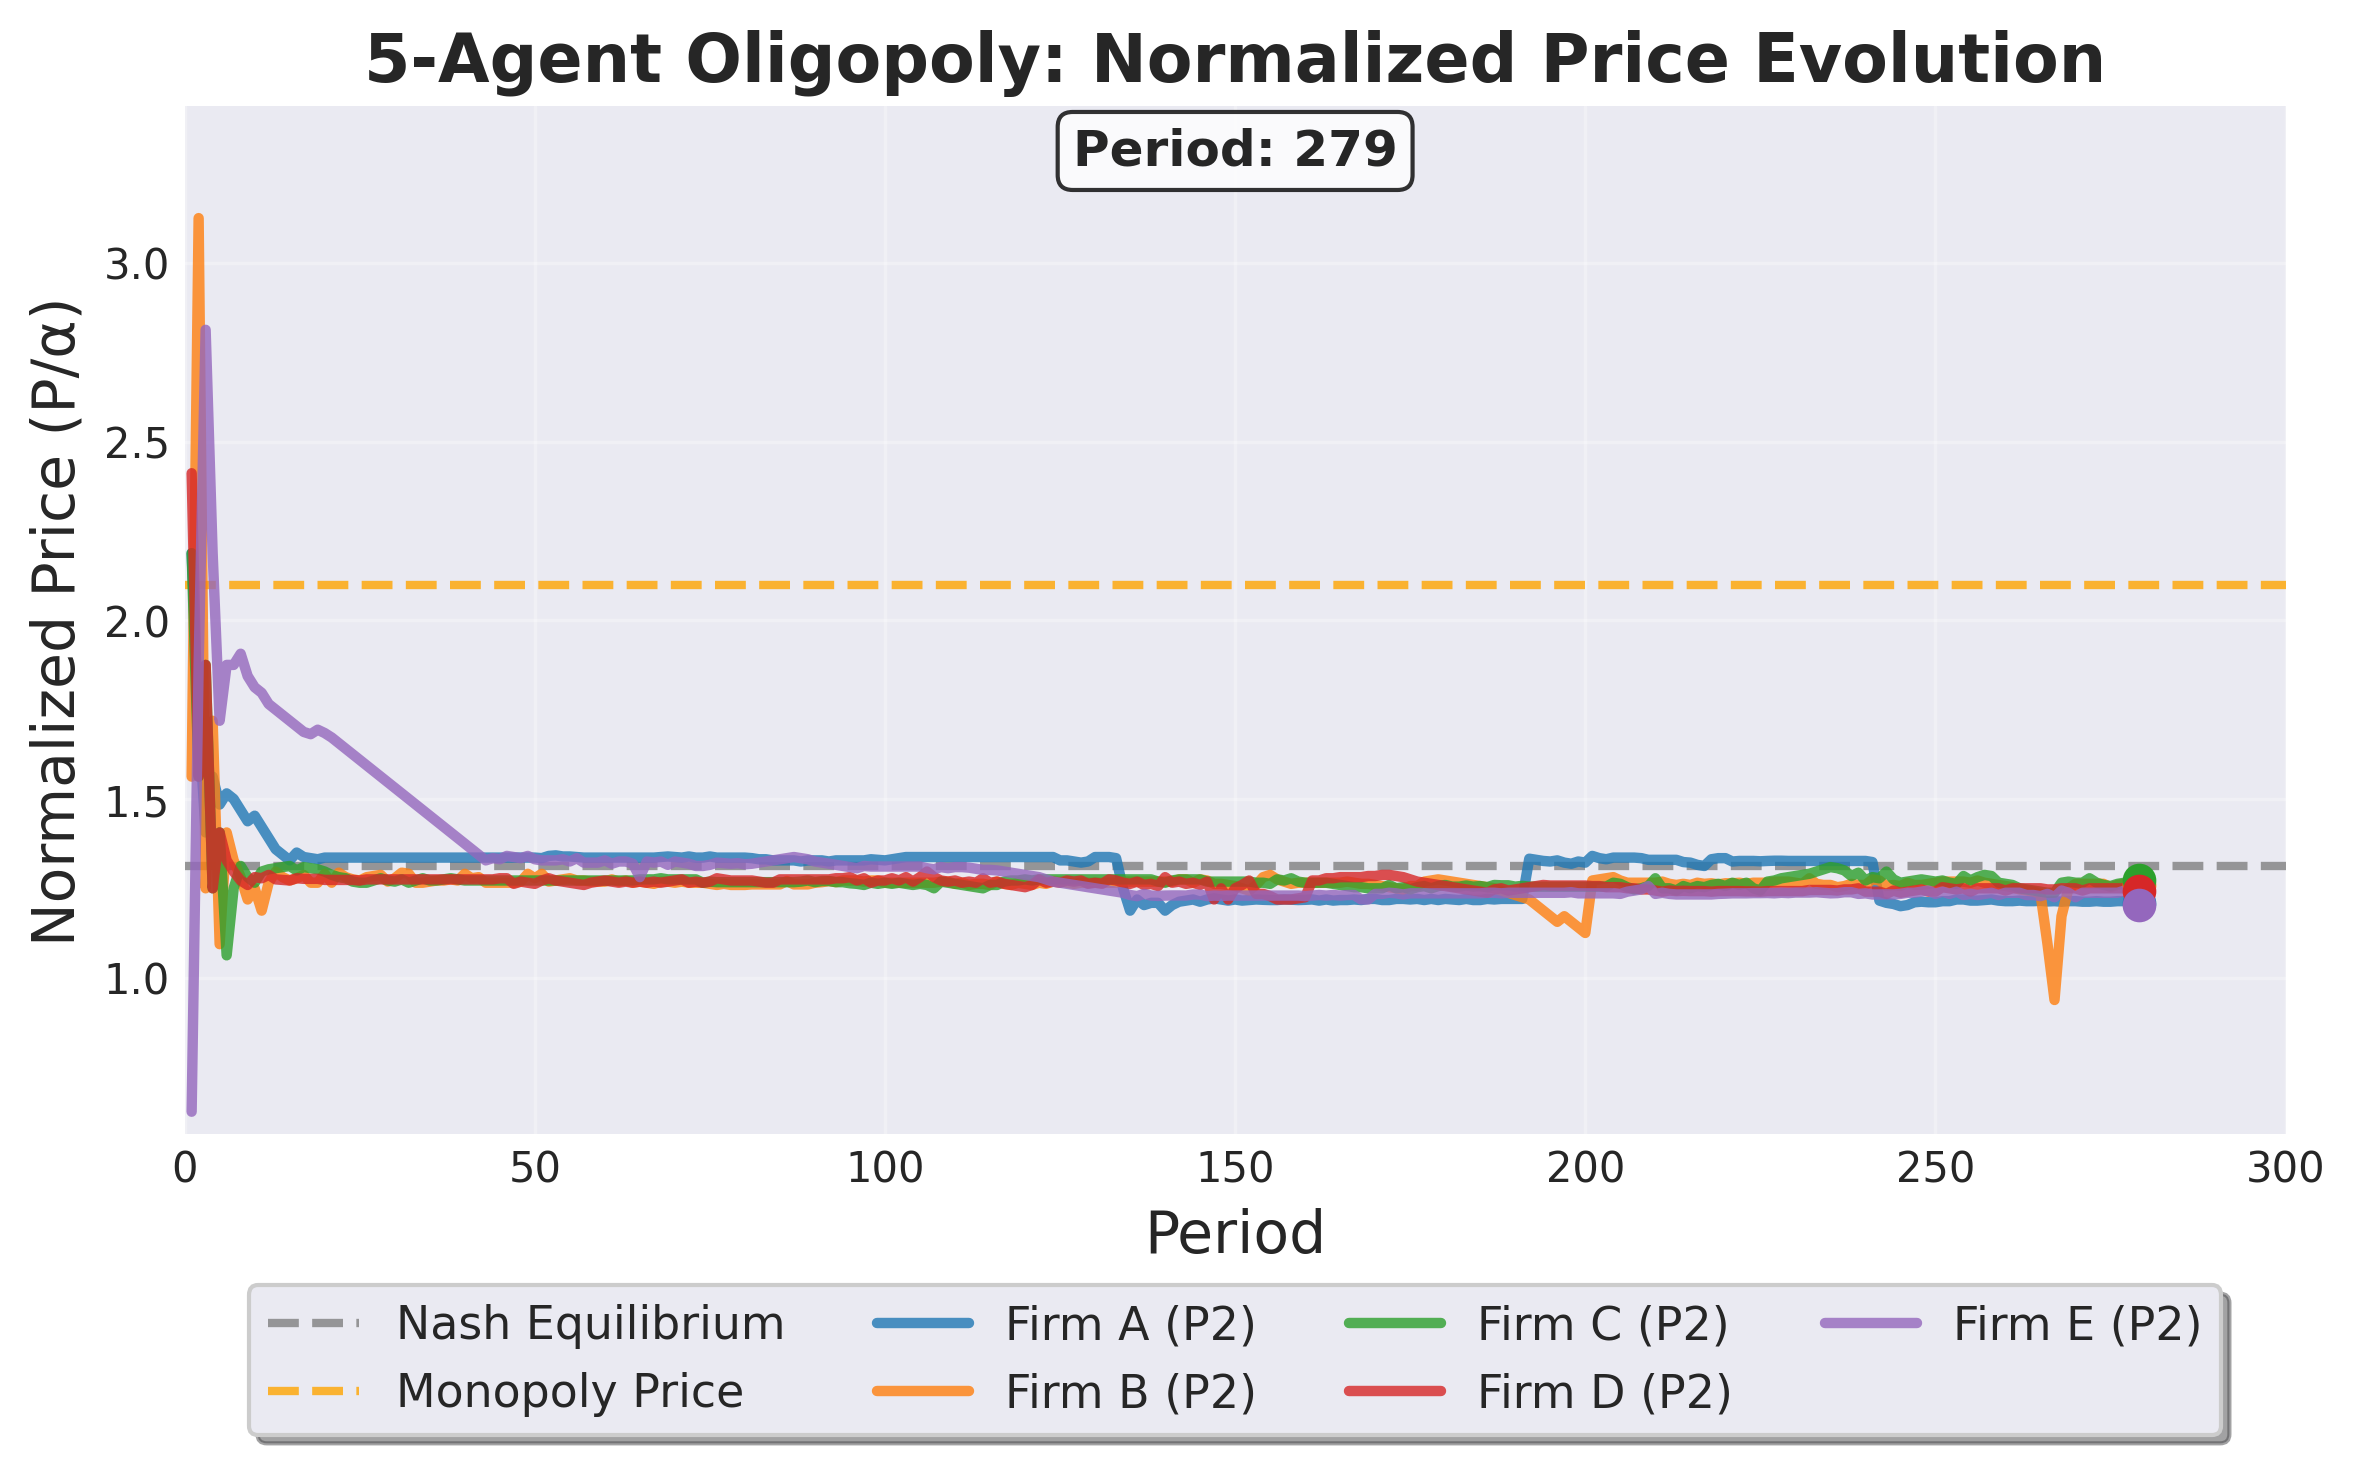 5-Agent Oligopoly: Normalized Price Evolution
Period: 279
Normalized Price (P/α)
3.0
2.5
2.0
1.5
1.0
0
50
100
150
200
250
300
Period
Nash Equilibrium
Monopoly Price
Firm A (P2)
Firm B (P2)
Firm C (P2)
Firm D (P2)
Firm E (P2)